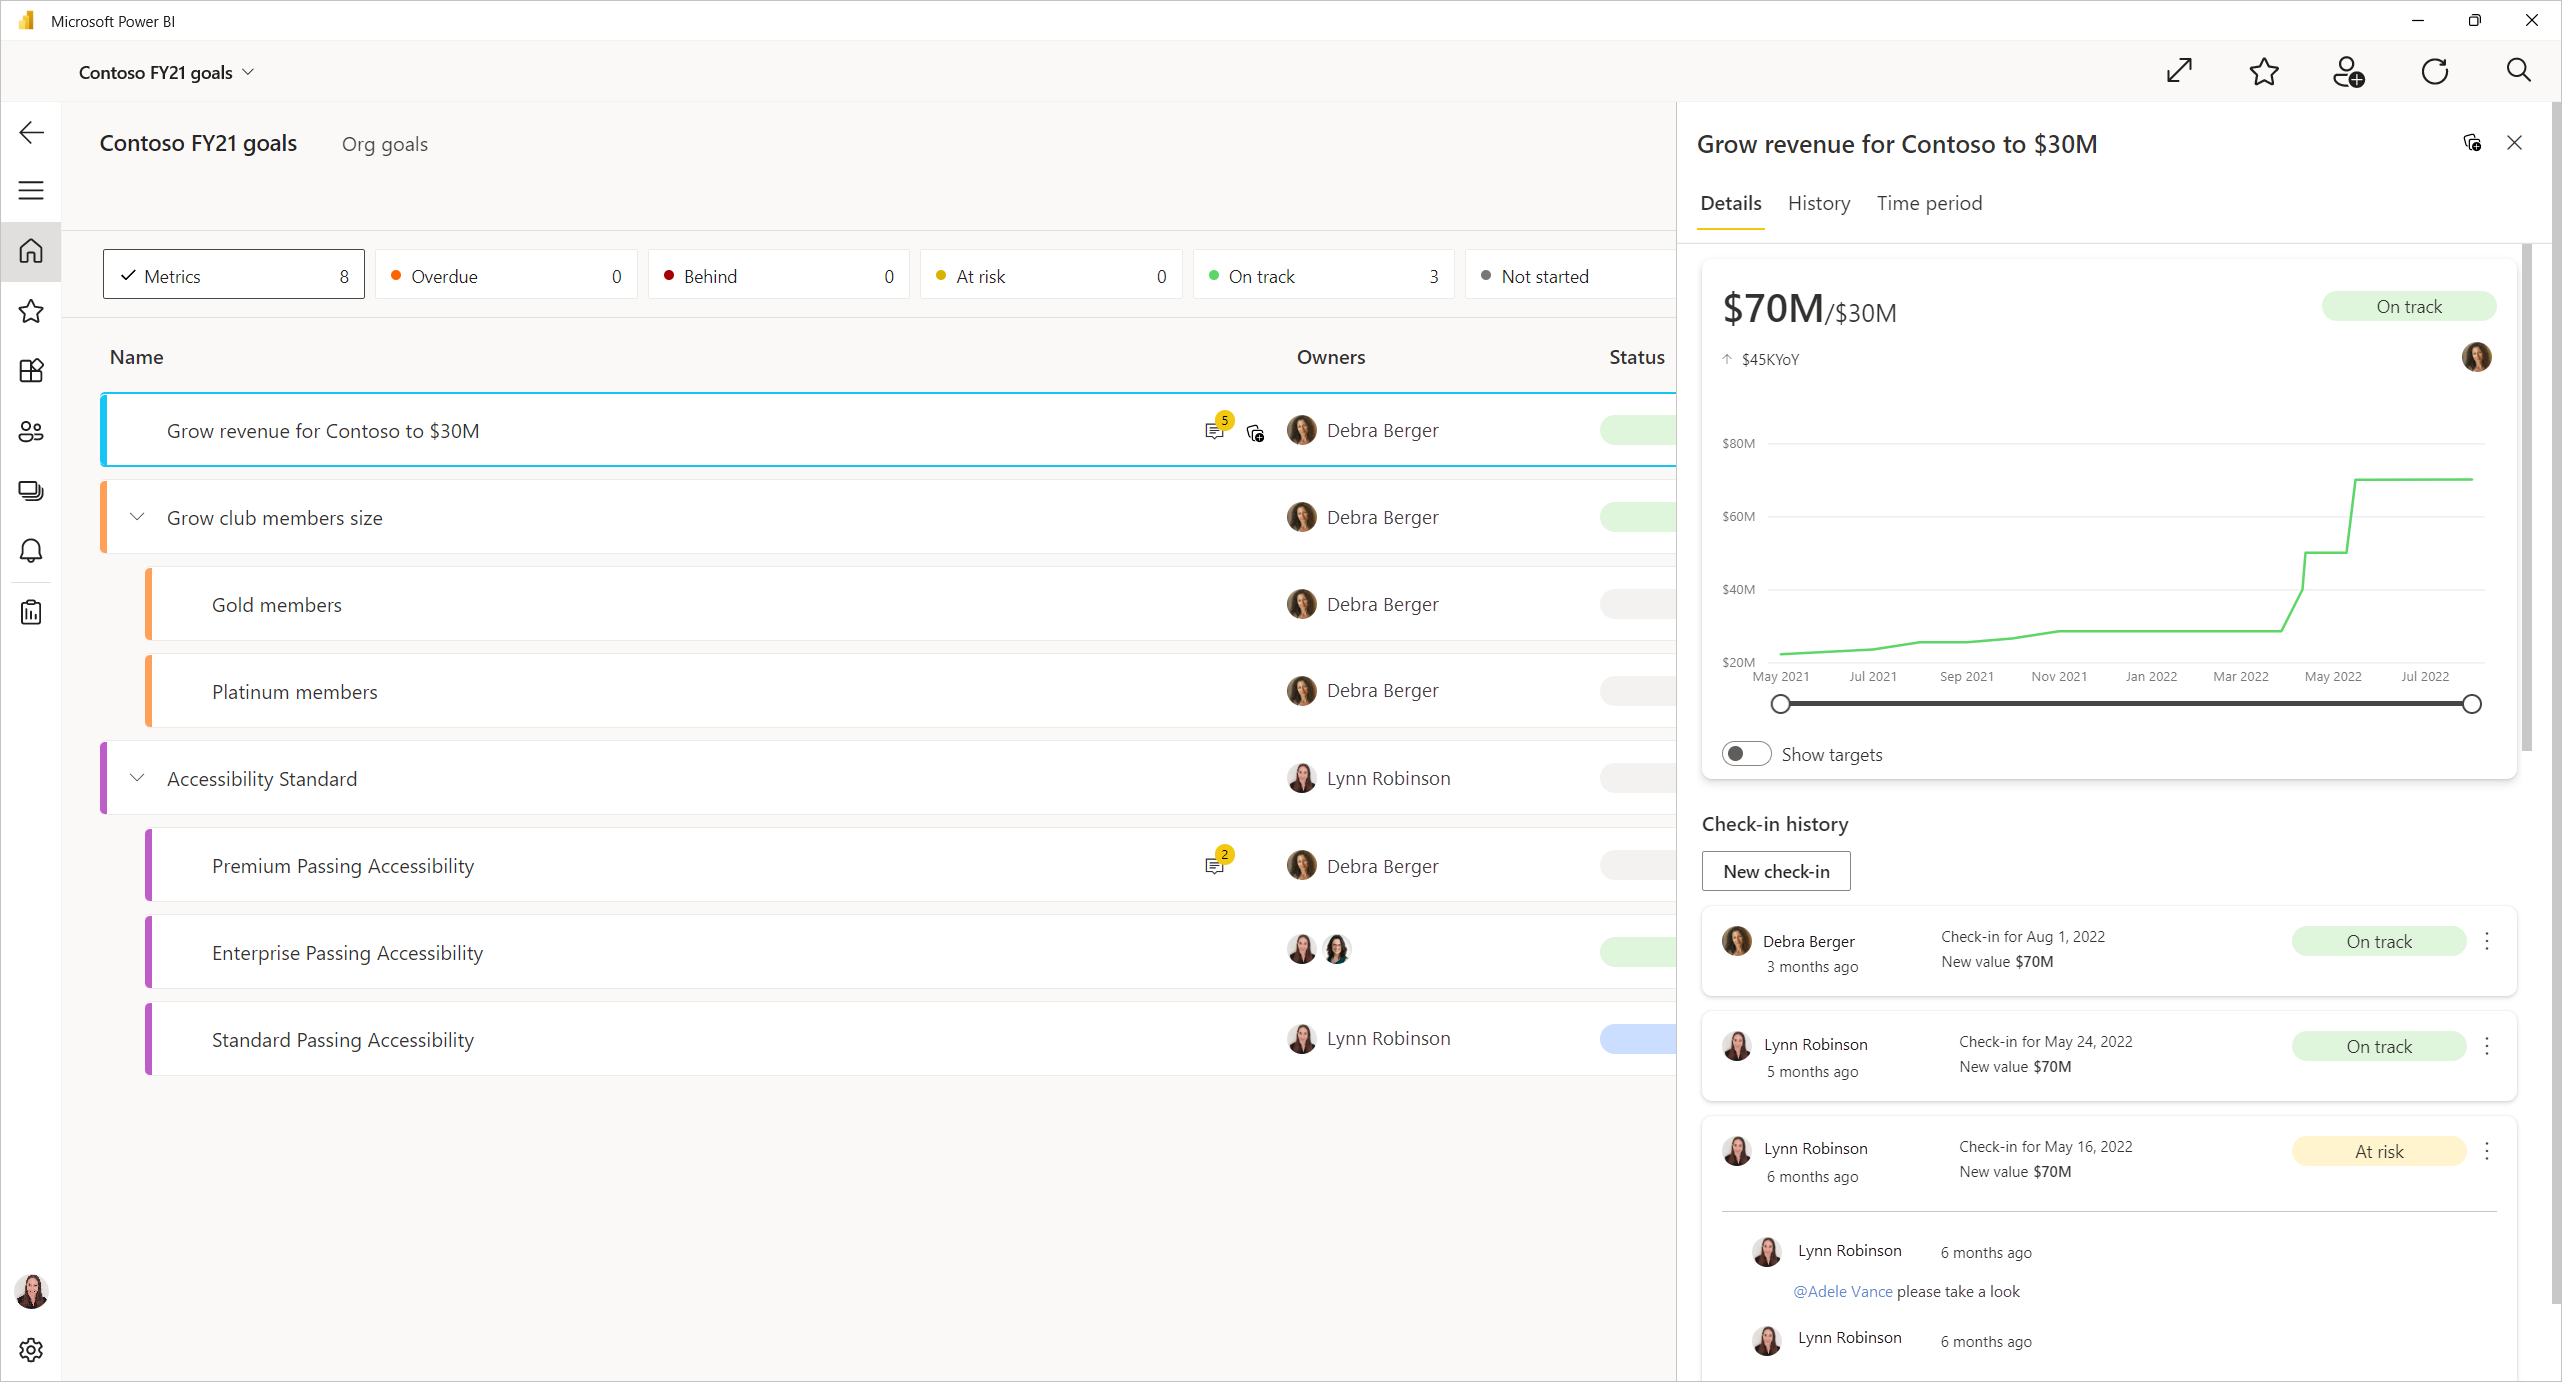 Microsoft Power BI
Contoso FY21 goals
Contoso FY21 goals Org goals
Metrics 8 Overdue 0 Behind 0 At risk 0 On track 3 Not started
Name Owners Status
Grow revenue for Contoso to $30M 5 Debra Berger
Grow club members size Debra Berger
Gold members Debra Berger
Platinum members Debra Berger
Accessibility Standard Lynn Robinson
Premium Passing Accessibility 2 Debra Berger
Enterprise Passing Accessibility
Standard Passing Accessibility Lynn Robinson
Grow revenue for Contoso to $30M
Details History Time period
$70M/$30M On track
$45KYoY
$80M
$60M
$40M
$20M
May 2021 Jul 2021 Sep 2021 Nov 2021 Jan 2022 Mar 2022 May 2022 Jul 2022
Show targets
Check-in history
New check-in
Debra Berger Check-in for Aug 1, 2022 On track
3 months ago New value $70M
Lynn Robinson Check-in for May 24, 2022 On track
5 months ago New value $70M
Lynn Robinson Check-in for May 16, 2022 At risk
6 months ago New value $70M
Lynn Robinson 6 months ago
@Adele Vance please take a look
Lynn Robinson 6 months ago